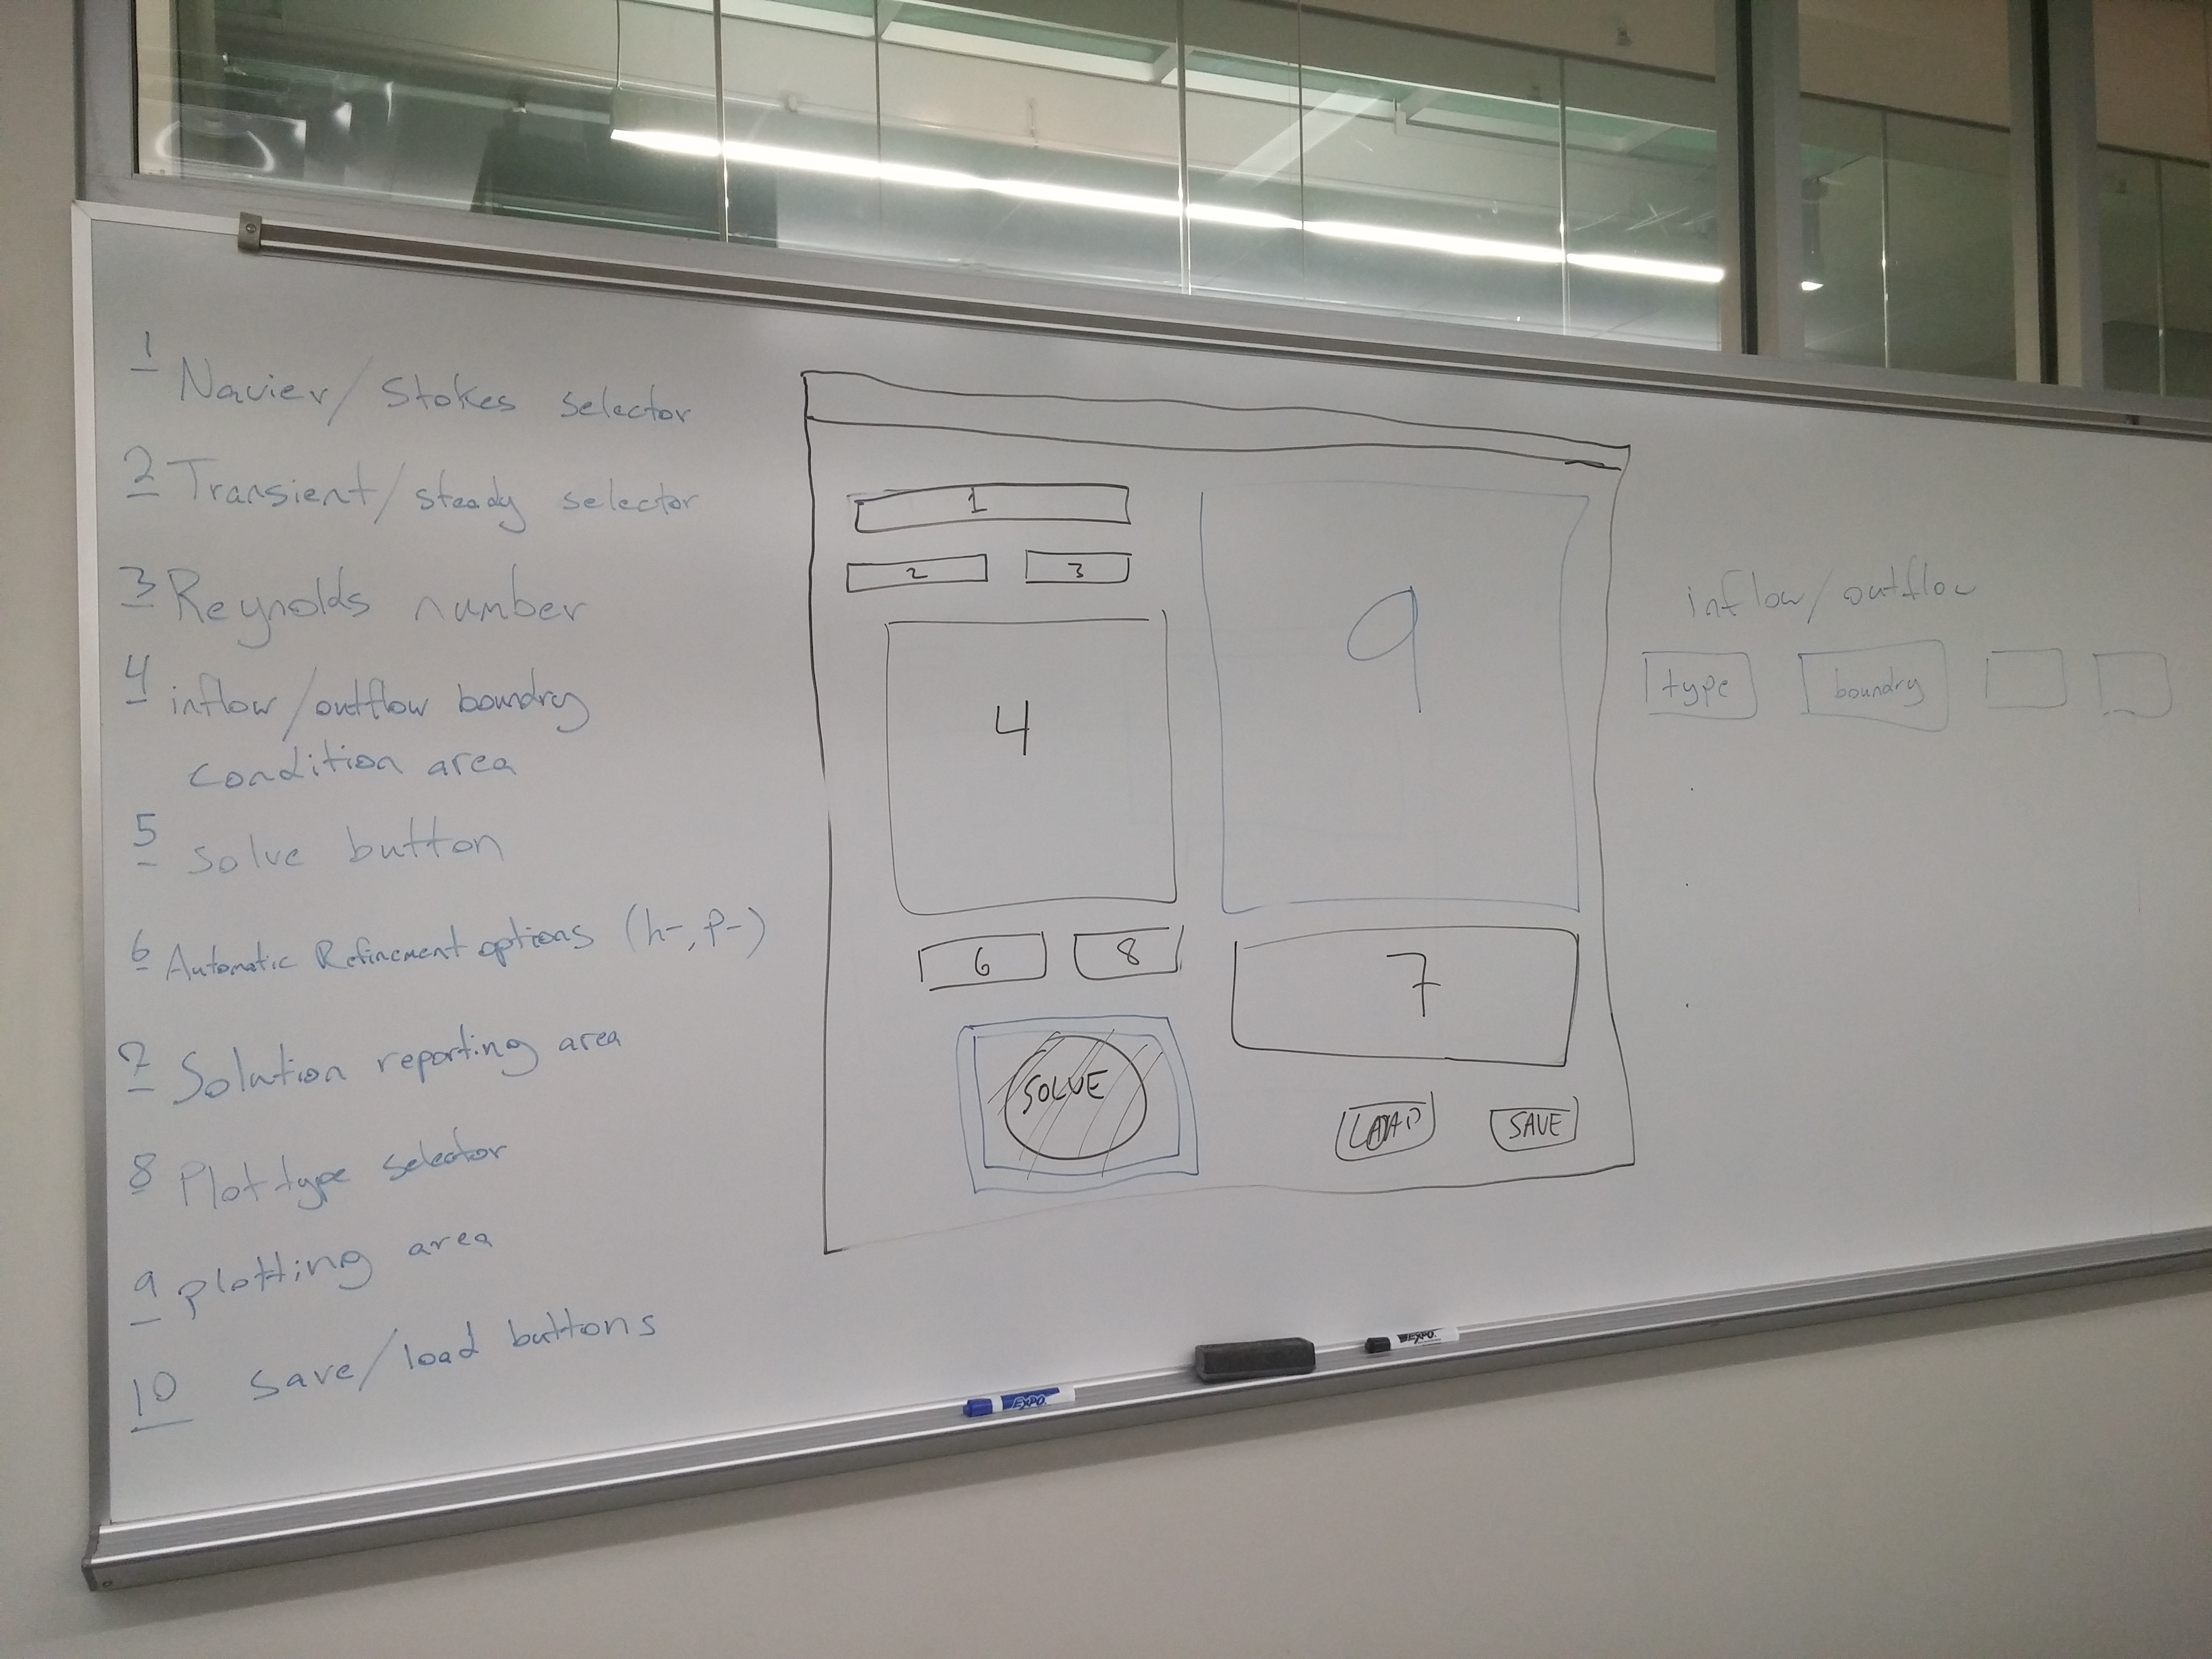 1 Navier/Stokes selector
2 Transient/steady selector
3 Reynolds number
4 inflow/outflow boundry
condition area
5 solve button
6 Automatic Refinement options (h-, p-)
7 Solution reporting area
8 Plot type selector
9 plotting area
10 save/load buttons
1
2 3
4
9
6 8
7
SOLVE
LOAD SAVE
inflow/outflow
type boundry
EXPO
EXPO